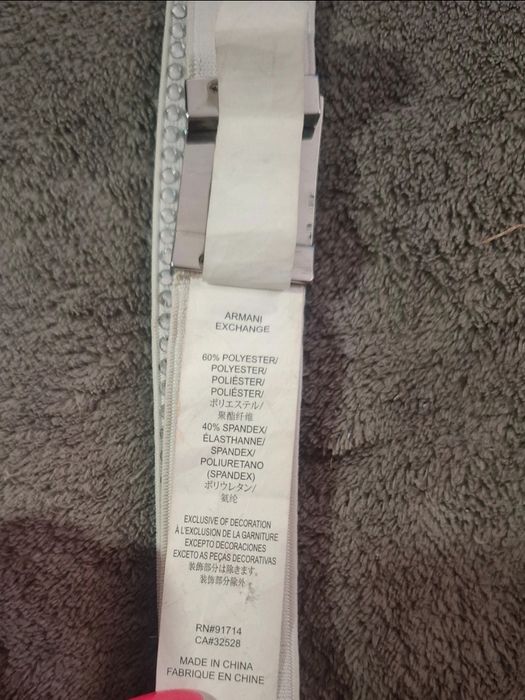 ARMANI
EXCHANGE
60% POLYESTER/
POLYESTER/
POLIÉSTER/
POLIÉSTER/
ポリエステル/
聚酯纤维
40% SPANDEX/
ÉLASTHANNE/
SPANDEX/
POLIURETANO
(SPANDEX)
ポリウレタン/
氨纶
EXCLUSIVE OF DECORATION
À L'EXCLUSION DE LA GARNITURE
EXCEPTO DECORACIONES
EXCETO AS PEÇAS DECORATIVAS
装飾部分は除きます。
装饰部分除外
RN#91714
CA#32528
MADE IN CHINA
FABRIQUE EN CHINE